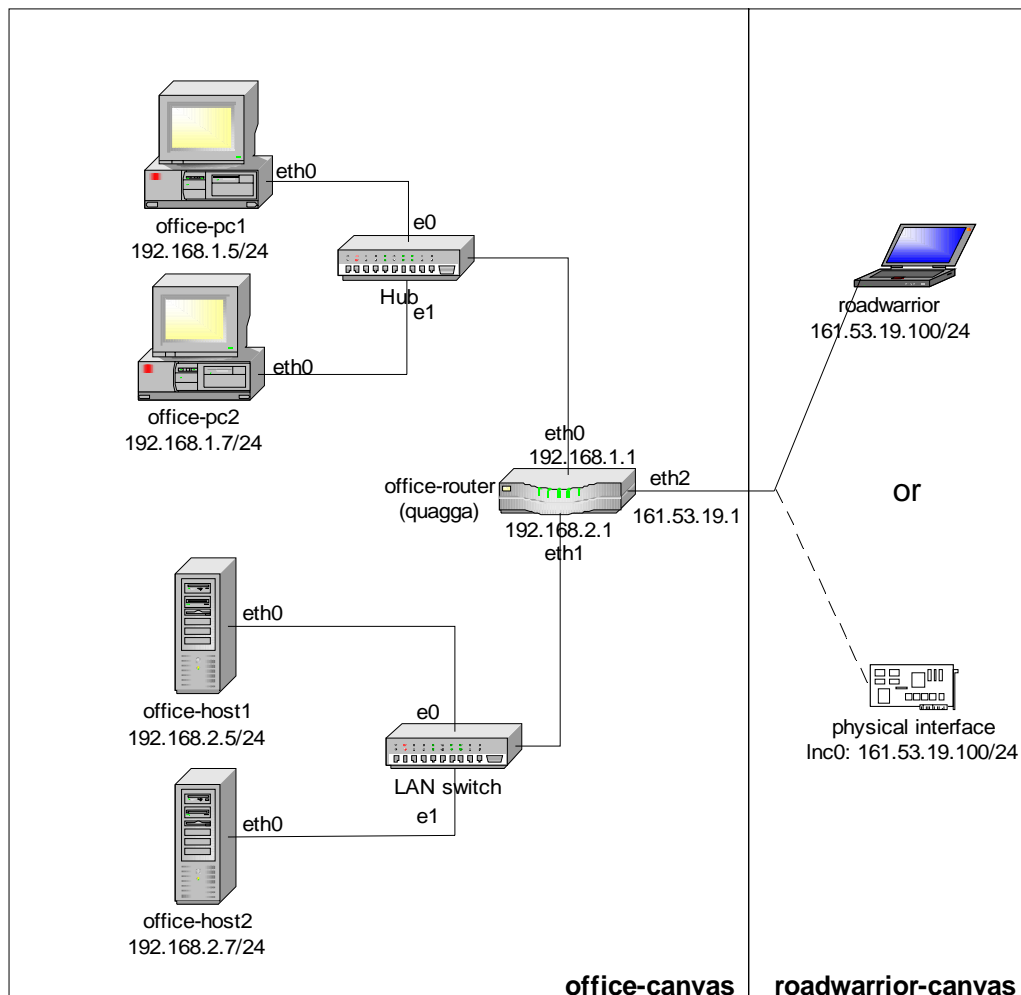 eth0
office-pc1
192.168.1.5/24
e0
Hub
e1
eth0
office-pc2
192.168.1.7/24
roadwarrior
161.53.19.100/24
eth0
192.168.1.1
eth2
office-router
(quagga)
192.168.2.1
161.53.19.1
eth1
or
eth0
office-host1
192.168.2.5/24
e0
LAN switch
e1
eth0
office-host2
192.168.2.7/24
physical interface
lnc0: 161.53.19.100/24
office-canvas
roadwarrior-canvas